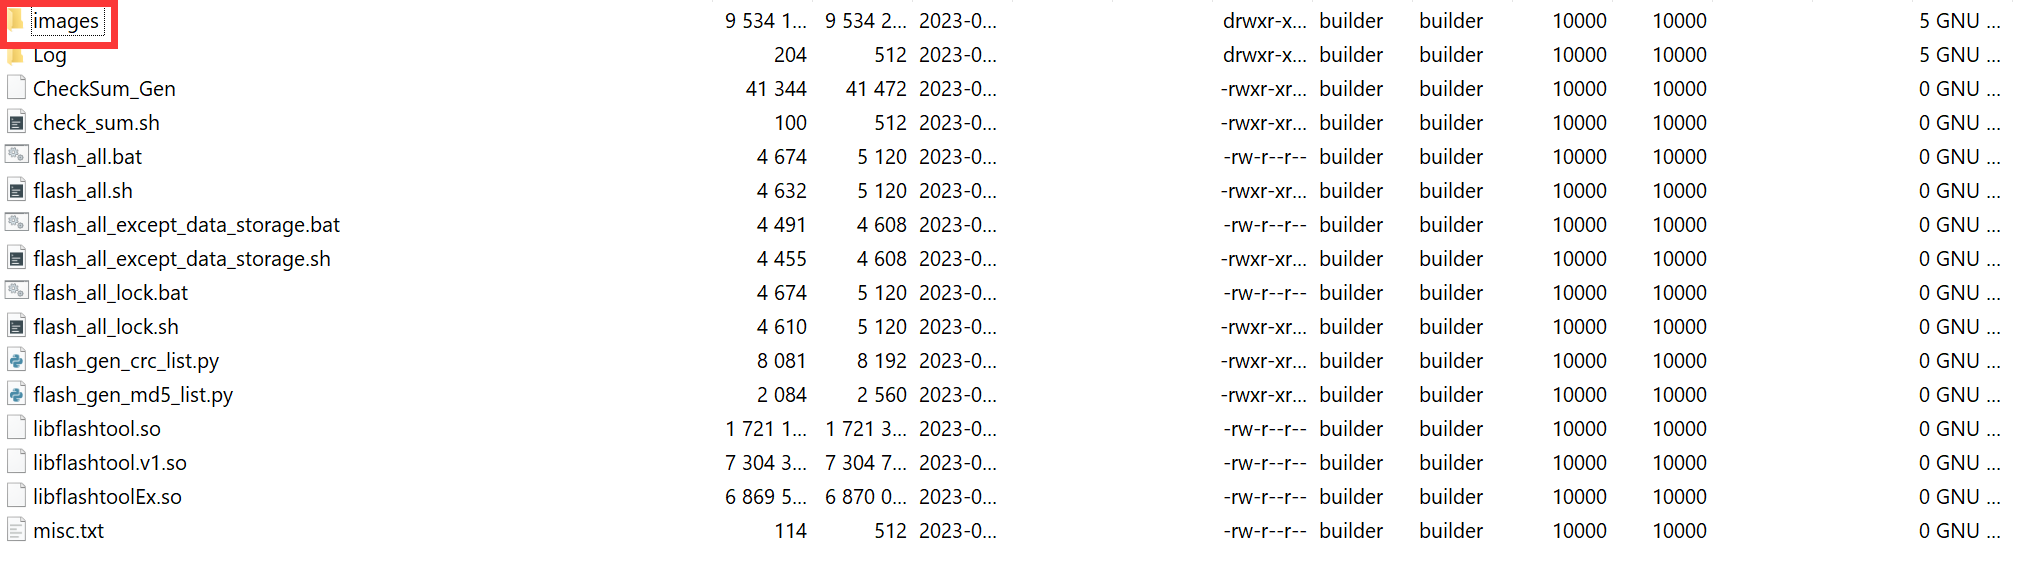 images 9 534 1... 9 534 2... 2023-0... drwxr-x... builder builder 10000 10000 5 GNU ...
Log 204 512 2023-0... drwxr-x... builder builder 10000 10000 5 GNU ...
CheckSum_Gen 41 344 41 472 2023-0... -rwxr-xr... builder builder 10000 10000 0 GNU ...
check_sum.sh 100 512 2023-0... -rwxr-xr... builder builder 10000 10000 0 GNU ...
flash_all.bat 4 674 5 120 2023-0... -rw-r--r-- builder builder 10000 10000 0 GNU ...
flash_all.sh 4 632 5 120 2023-0... -rwxr-xr... builder builder 10000 10000 0 GNU ...
flash_all_except_data_storage.bat 4 491 4 608 2023-0... -rw-r--r-- builder builder 10000 10000 0 GNU ...
flash_all_except_data_storage.sh 4 455 4 608 2023-0... -rwxr-xr... builder builder 10000 10000 0 GNU ...
flash_all_lock.bat 4 674 5 120 2023-0... -rw-r--r-- builder builder 10000 10000 0 GNU ...
flash_all_lock.sh 4 610 5 120 2023-0... -rwxr-xr... builder builder 10000 10000 0 GNU ...
flash_gen_crc_list.py 8 081 8 192 2023-0... -rwxr-xr... builder builder 10000 10000 0 GNU ...
flash_gen_md5_list.py 2 084 2 560 2023-0... -rwxr-xr... builder builder 10000 10000 0 GNU ...
libflashtool.so 1 721 1... 1 721 3... 2023-0... -rw-r--r-- builder builder 10000 10000 0 GNU ...
libflashtool.v1.so 7 304 3... 7 304 7... 2023-0... -rw-r--r-- builder builder 10000 10000 0 GNU ...
libflashtoolEx.so 6 869 5... 6 870 0... 2023-0... -rw-r--r-- builder builder 10000 10000 0 GNU ...
misc.txt 114 512 2023-0... -rw-r--r-- builder builder 10000 10000 0 GNU ...